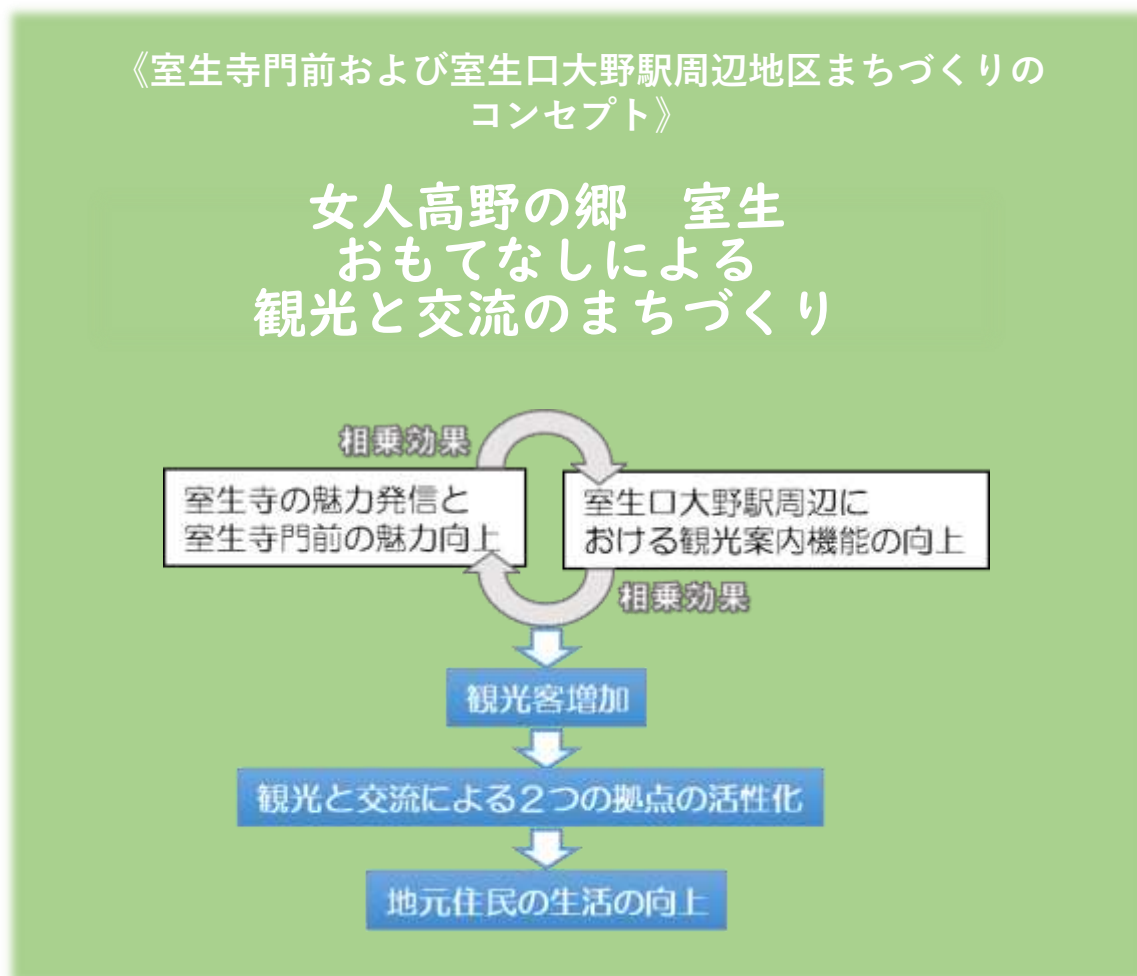 《室生寺門前および室生口大野駅周辺地区まちづくりの
コンセプト》
女人高野の郷　室生
おもてなしによる
観光と交流のまちづくり
相乗効果
室生寺の魅力発信と
室生寺門前の魅力向上
室生口大野駅周辺に
おける観光案内機能の向上
相乗効果
観光客増加
観光と交流による２つの拠点の活性化
地元住民の生活の向上